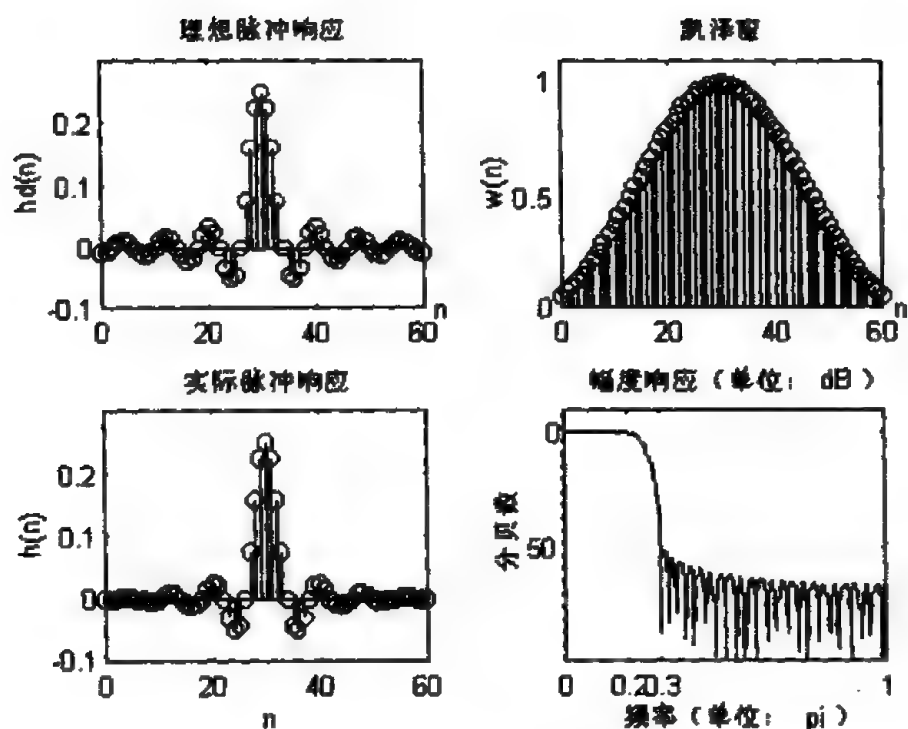 理想脉冲响应
hd(n)
0.2
0.1
0
-0.1
0 20 40 60
n
凯泽窗
w(n)
1
0.5
0
0 20 40 60
n
实际脉冲响应
h(n)
0.2
0.1
0
-0.1
0 20 40 60
n
幅度响应（单位： dB）
分贝数
0
50
0 0.2 0.3 1
频率（单位： pi）